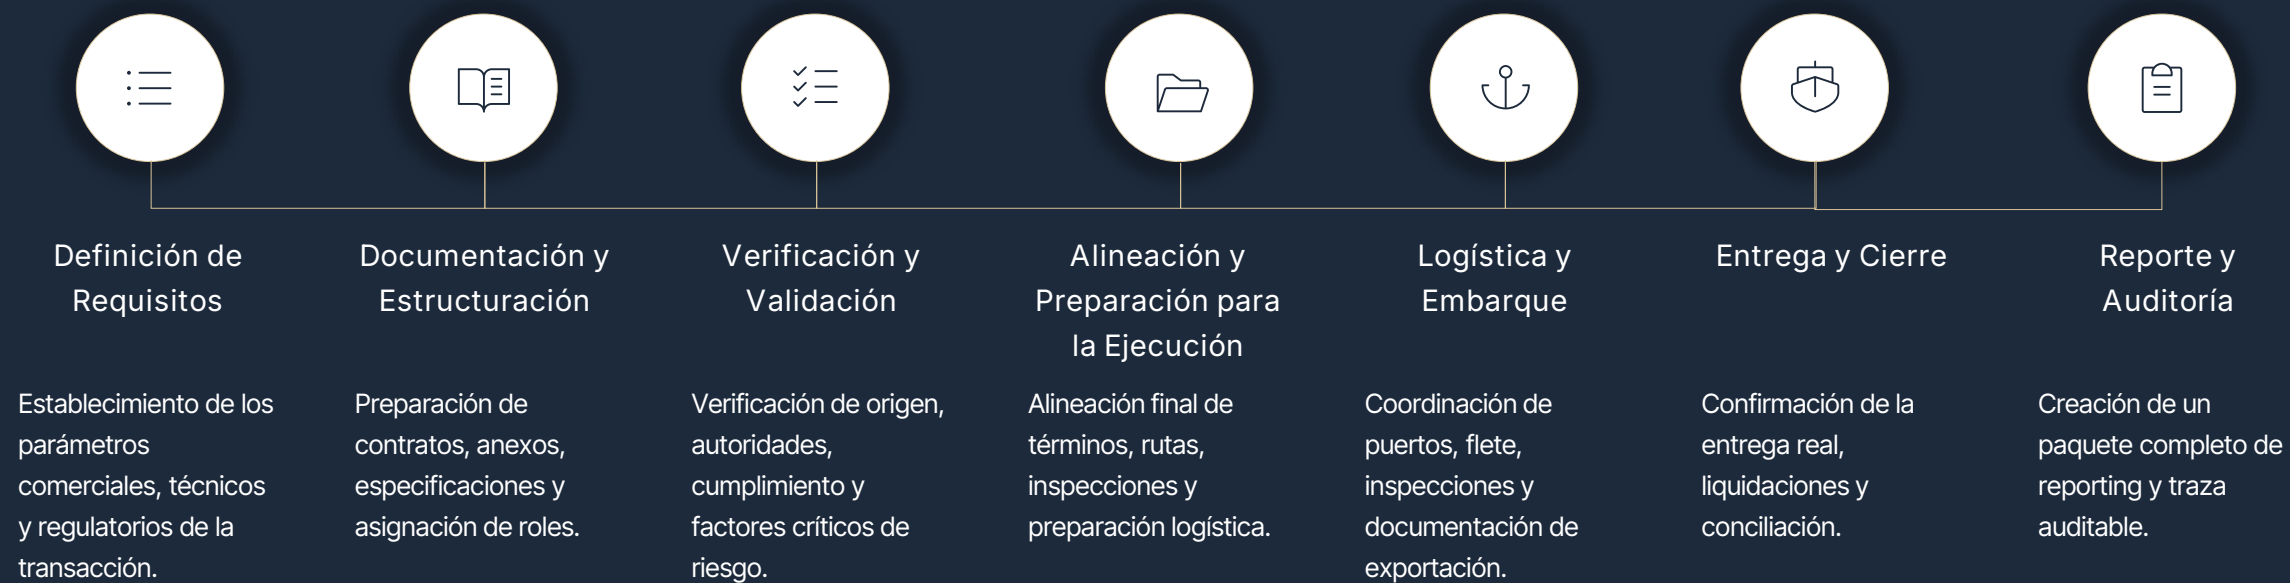 Definición de
Requisitos
Establecimiento de los
parámetros
comerciales, técnicos
y regulatorios de la
transacción.
Documentación y
Estructuración
Preparación de
contratos, anexos,
especificaciones y
asignación de roles.
Verificación y
Validación
Verificación de origen,
autoridades,
cumplimiento y
factores críticos de
riesgo.
Alineación y
Preparación para
la Ejecución
Alineación final de
términos, rutas,
inspecciones y
preparación logística.
Logística y
Embarque
Coordinación de
puertos, flete,
inspecciones y
documentación de
exportación.
Entrega y Cierre
Confirmación de la
entrega real,
liquidaciones y
conciliación.
Reporte y
Auditoría
Creación de un
paquete completo de
reporting y traza
auditable.